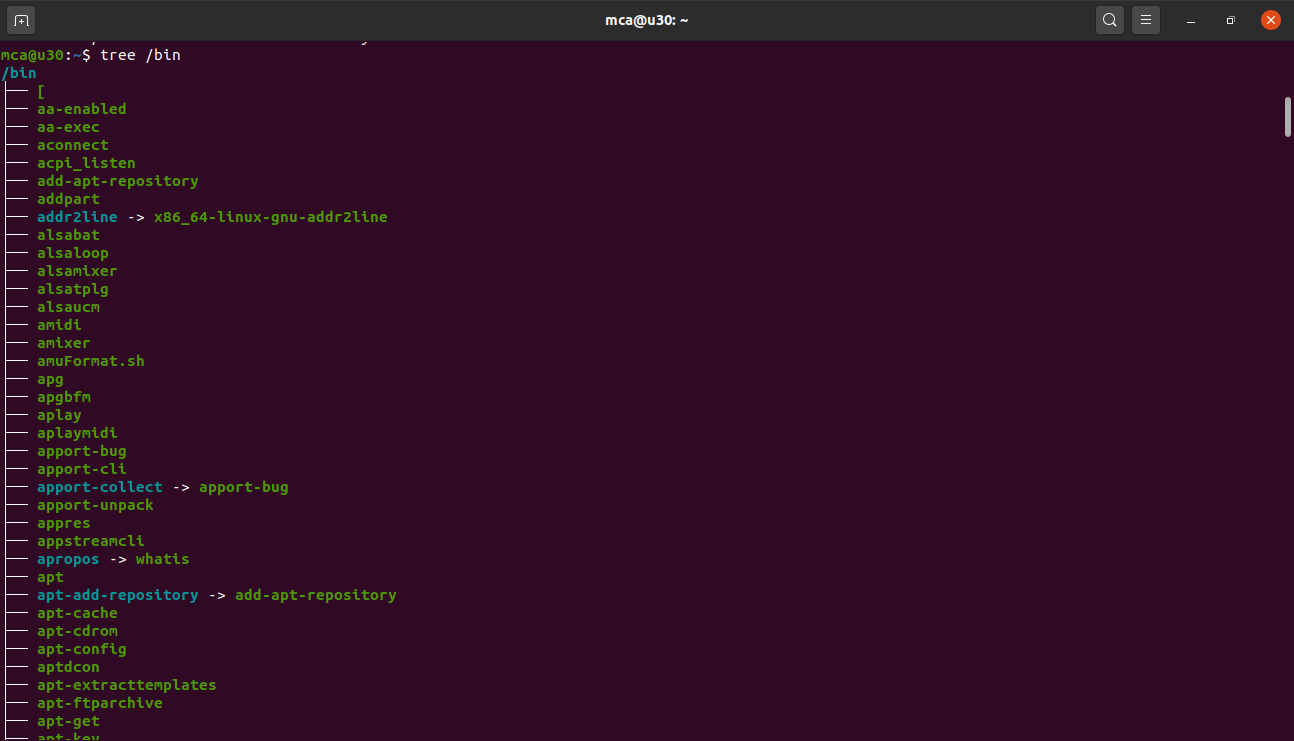 mca@u30: ~
mca@u30:~$ tree /bin
/bin
├── [
├── aa-enabled
├── aa-exec
├── aconnect
├── acpi_listen
├── add-apt-repository
├── addpart
├── addr2line -> x86_64-linux-gnu-addr2line
├── alsabat
├── alsaloop
├── alsamixer
├── alsatplg
├── alsaucm
├── amidi
├── amixer
├── amuFormat.sh
├── apg
├── apgbfm
├── aplay
├── aplaymidi
├── apport-bug
├── apport-cli
├── apport-collect -> apport-bug
├── apport-unpack
├── appres
├── appstreamcli
├── apropos -> whatis
├── apt
├── apt-add-repository -> add-apt-repository
├── apt-cache
├── apt-cdrom
├── apt-config
├── aptdcon
├── apt-extracttemplates
├── apt-ftparchive
├── apt-get
├── apt-key